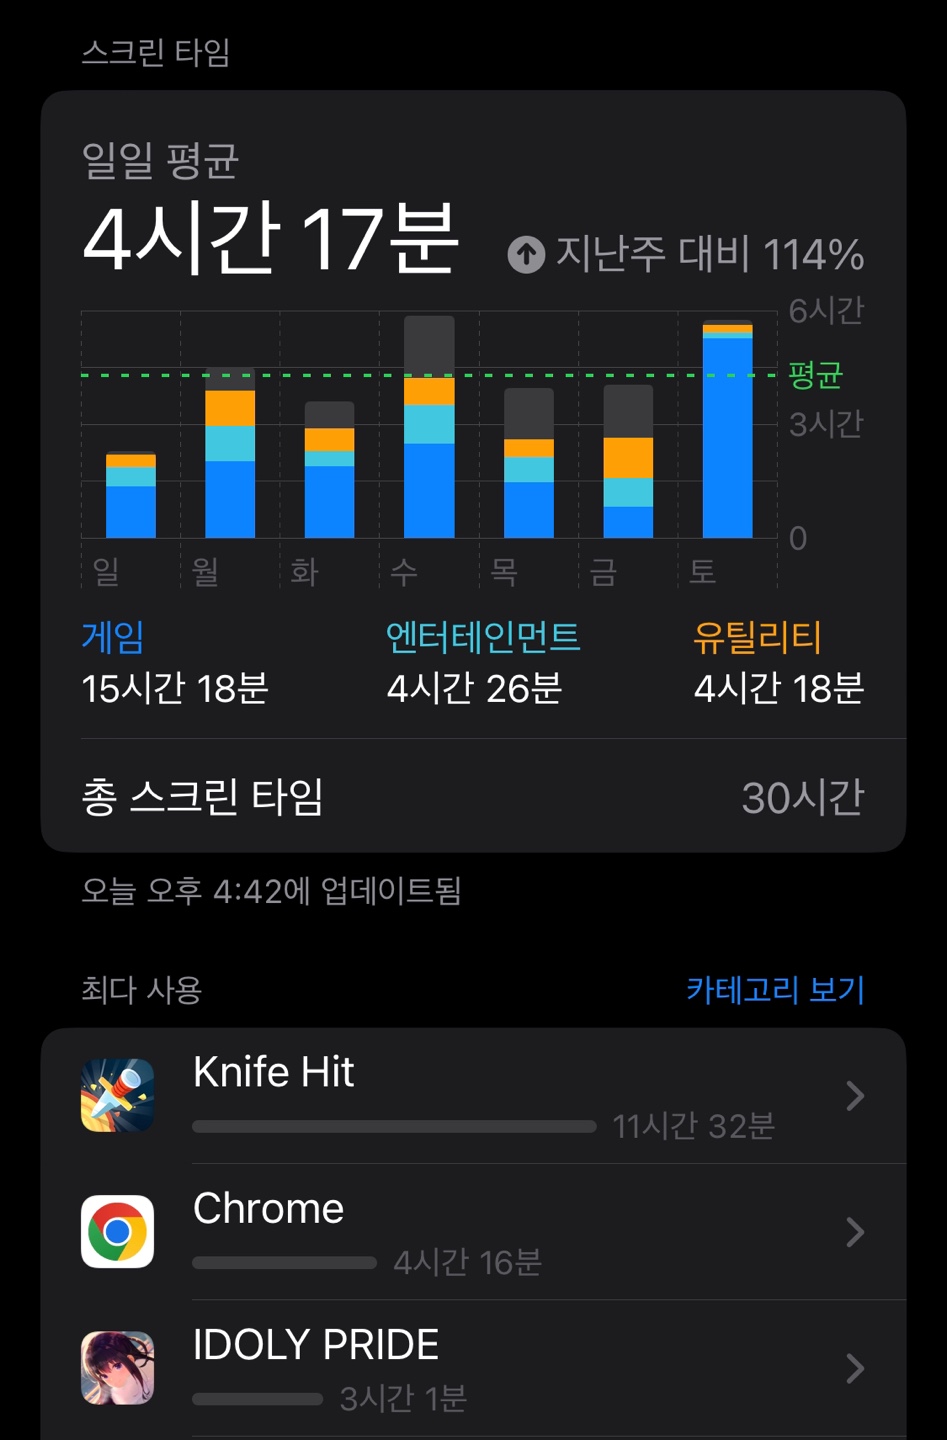 스크린 타임
일일 평균
4시간 17분
지난주 대비 114%
6시간
평균
3시간
0
일 월 화 수 목 금 토
게임 엔터테인먼트 유틸리티
15시간 18분 4시간 26분 4시간 18분
총 스크린 타임 30시간
오늘 오후 4:42에 업데이트됨
최다 사용 카테고리 보기
Knife Hit
11시간 32분
Chrome
4시간 16분
IDOLY PRIDE
3시간 1분